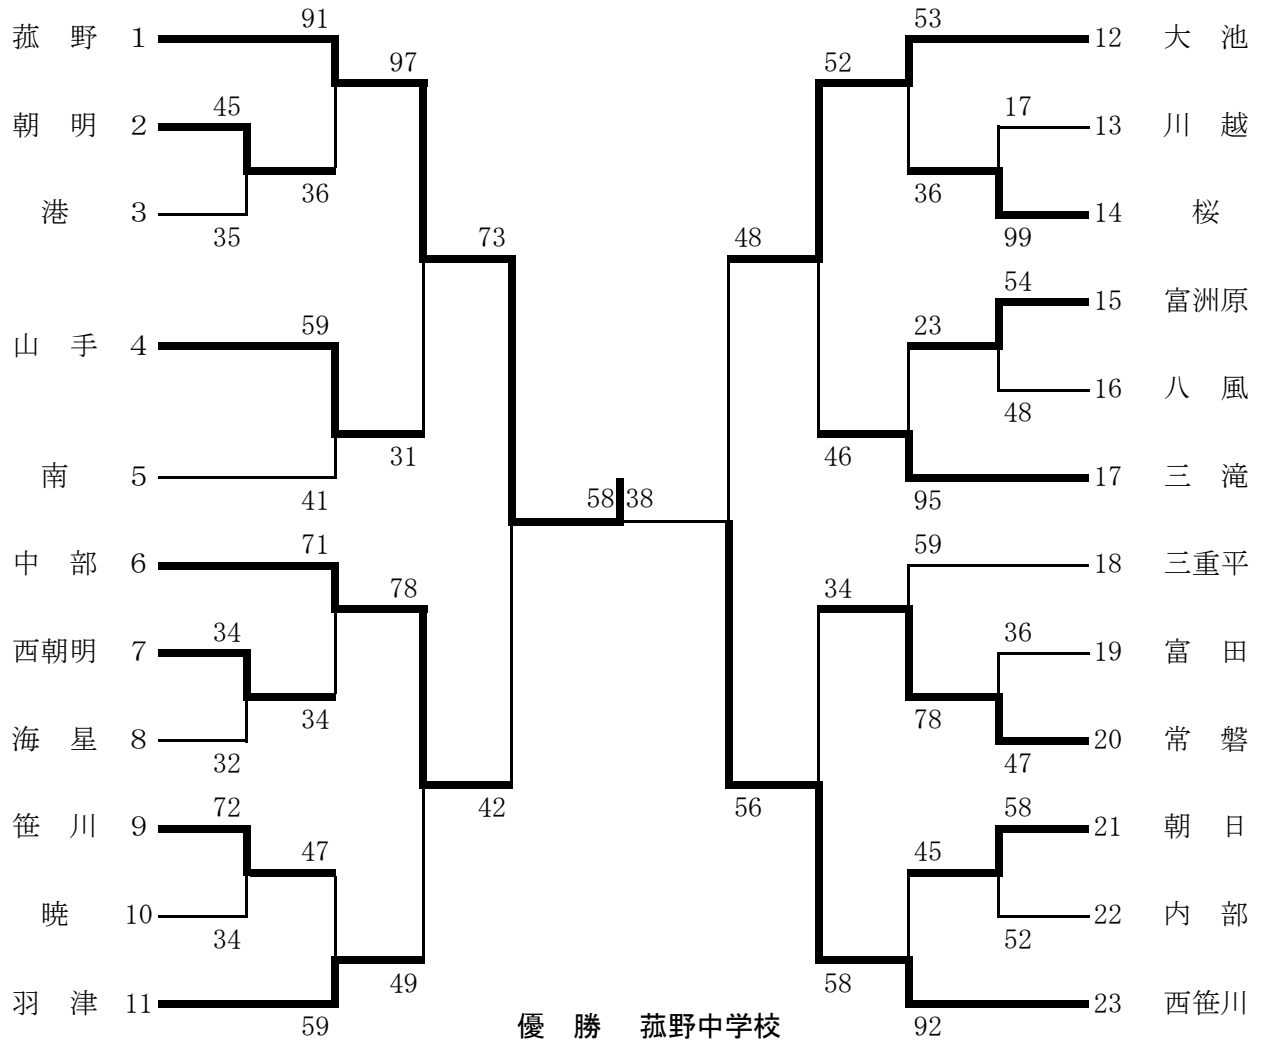 91
53
菰 野 1
12 大 池
97
52
45
17
朝 明 2
13 川 越
36
36
港 3
14 桜
35
99
73
48
54
15 富洲原
59
23
山 手 4
16 八 風
48
31
46
南 5
17 三 滝
41
95
58 38
71
59
中 部 6
18 三重平
78
34
34
36
西朝明 7
19 富 田
34
78
海 星 8
20 常 磐
32
47
72
42
56
58
笹 川 9
21 朝 日
47
45
暁 10
22 内 部
34
52
49
58
羽 津 11
23 西笹川
59
92
優 勝 菰野中学校